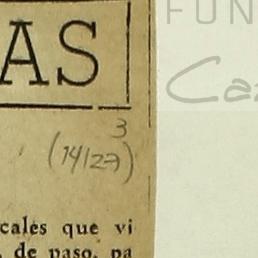 FUN
AS
Ca
3
(14/27)
cales que vi
, de paso, pa